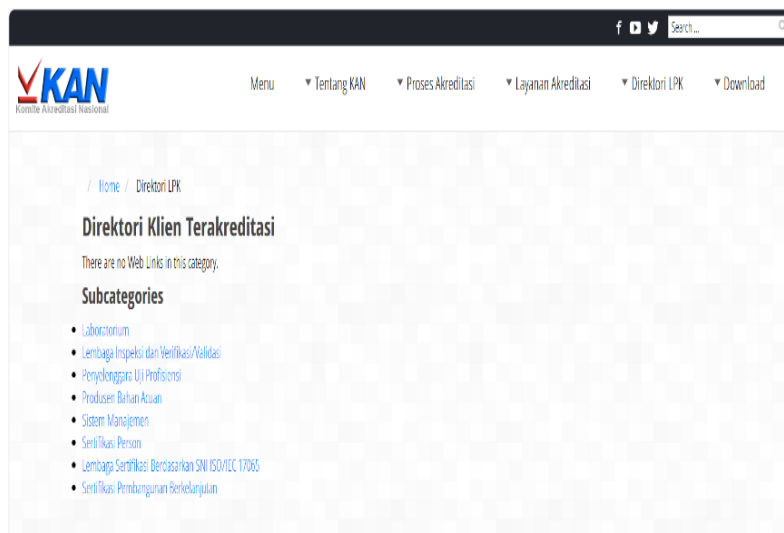 Search ...
KAN
Komite Akreditasi Nasional
Menu Tentang KAN Proses Akreditasi Layanan Akreditasi Direktori LPK Download
/ Home / Direktori LPK
Direktori Klien Terakreditasi
There are no Web Links in this category.
Subcategories
Laboratorium
Lembaga Inspeksi dan Verifikasi/Validasi
Penyelenggara Uji Profisiensi
Produsen Bahan Acuan
Sistem Manajemen
Sertifikasi Person
Lembaga Sertifikasi Berdasarkan SNI ISO/IEC 17065
Sertifikasi Pembangunan Berkelanjutan